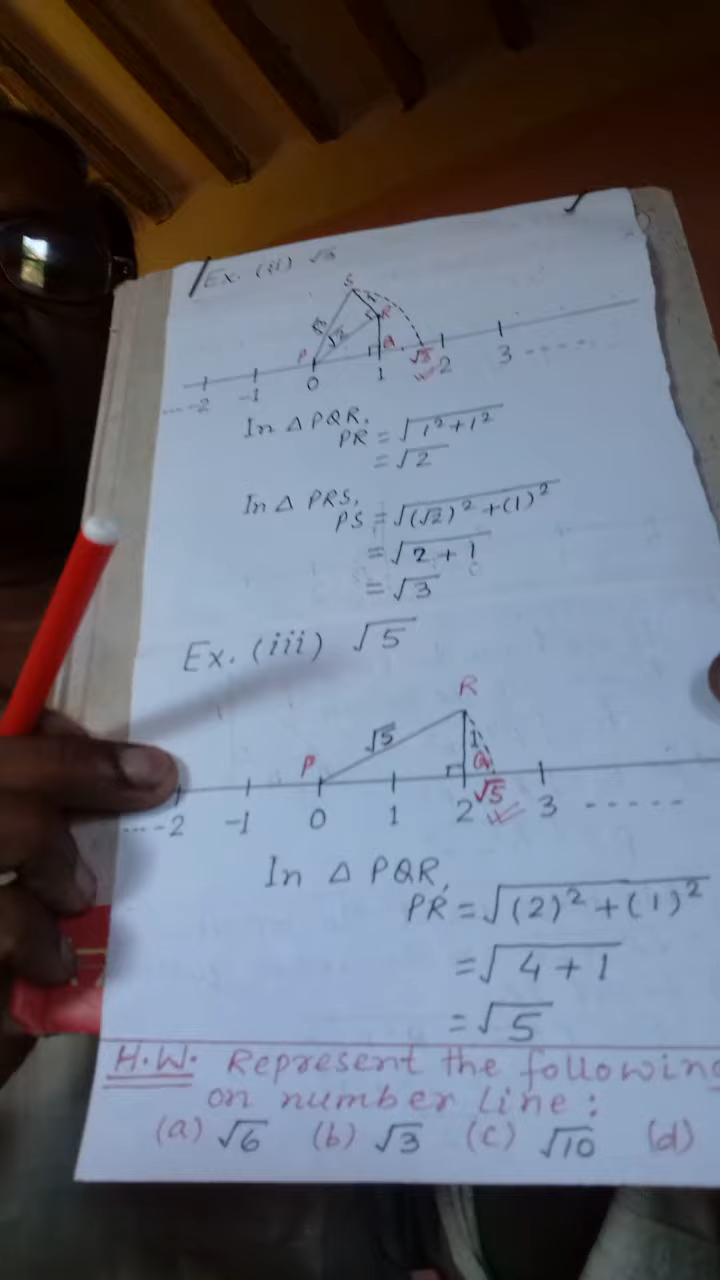 Ex. (ii) √3
S
√3 √2 1 R
P Q √3
....-2 -1 0 1 2 3 ....
In △ PQR,
PR = √1² + 1²
= √2
In △ PRS,
PS = √(√2)² + (1)²
= √2 + 1
= √3
Ex. (iii) √5
R
√5 1
P Q
√5
....-2 -1 0 1 2 3 .....
In △ PQR,
PR = √(2)² + (1)²
= √4 + 1
= √5
H.W. Represent the following
on number line :
(a) √6 (b) √3 (c) √10 (d)